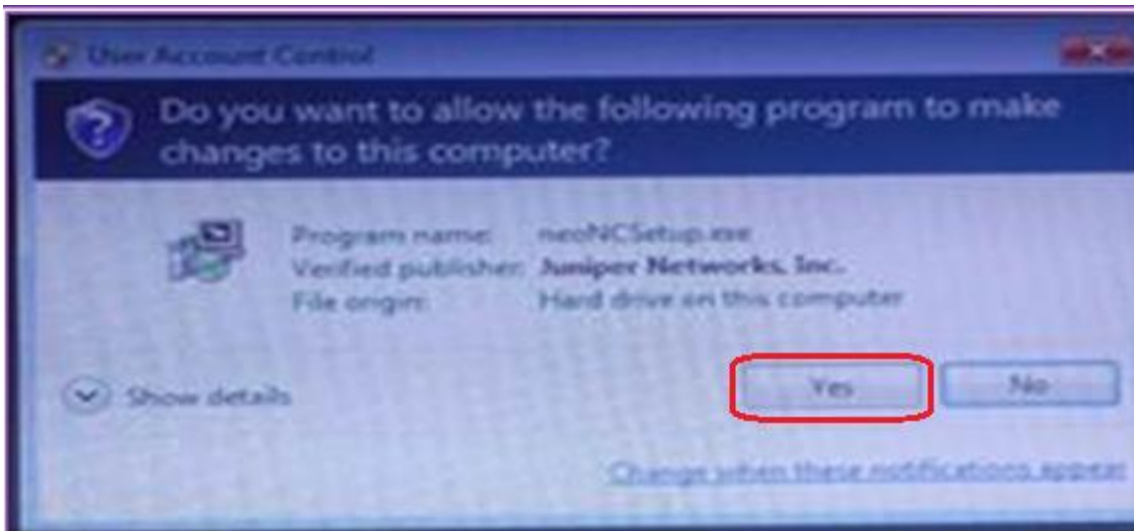 User Account Control
Do you want to allow the following program to make
changes to this computer?
Program name: neoNCSetup.exe
Verified publisher: Juniper Networks, Inc.
File origin: Hard drive on this computer
Show details
Yes
No
Change when these notifications appear